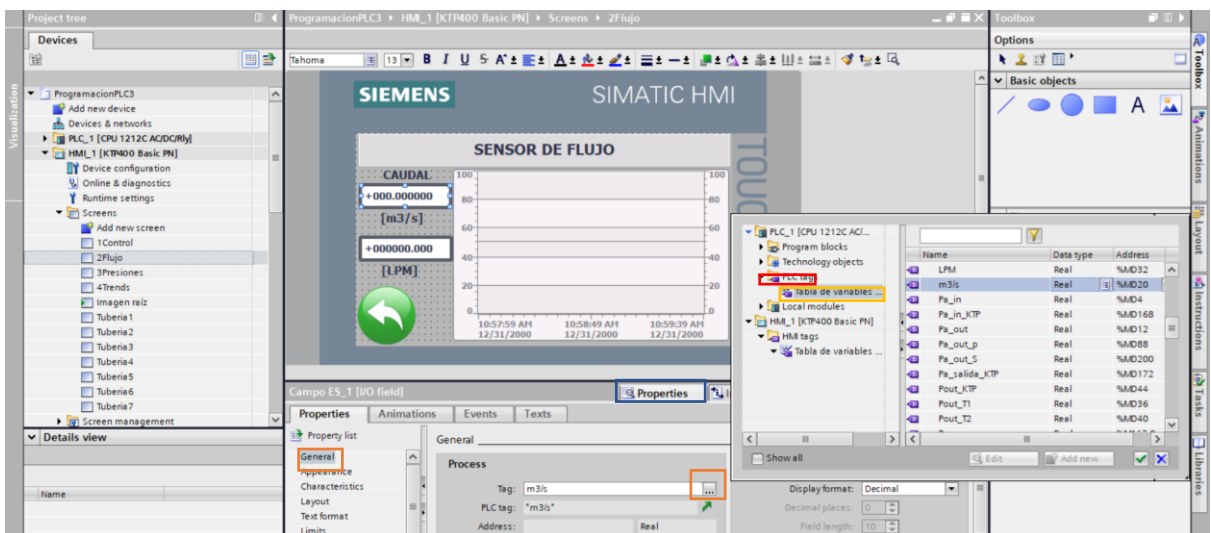 Project tree
ProgramacionPLC3 ▸ HMI_1 [KTP400 Basic PN] ▸ Screens ▸ 2Flujo
Toolbox
Devices
Options
Tahoma 13 B I U S A
Visualization
ProgramacionPLC3
Add new device
Devices & networks
PLC_1 [CPU 1212C AC/DC/Rly]
HMI_1 [KTP400 Basic PN]
Device configuration
Online & diagnostics
Runtime settings
Screens
Add new screen
1Control
2Flujo
3Presiones
4Trends
Imagen raíz
Tuberia1
Tuberia2
Tuberia3
Tuberia4
Tuberia5
Tuberia6
Tuberia7
Screen management
Details view
Name
SIEMENS
SIMATIC HMI
TOUC
SENSOR DE FLUJO
CAUDAL
+000.000000
[m3/s]
+000000.000
[LPM]
100 100
80 80
60 60
40 40
20 20
0 0
10:57:59 AM 10:58:49 AM 10:59:39 AM
12/31/2000 12/31/2000 12/31/2000
Basic objects
A
Toolbox
Animations
Layout
Instructions
Tasks
Libraries
PLC_1 [CPU 1212C AC/...
Program blocks
Technology objects
PLC tag
Tabla de variables ...
Local modules
HMI_1 [KTP400 Basic PN]
HMI tags
Tabla de variables ...
Name Data type Address
LPM Real %MD32
m3/s Real %MD20
Pa_in Real %MD4
Pa_in_KTP Real %MD168
Pa_out Real %MD12
Pa_out_p Real %MD88
Pa_out_S Real %MD200
Pa_salida_KTP Real %MD172
Pout_KTP Real %MD44
Pout_T1 Real %MD36
Pout_T2 Real %MD40
Show all
Edit
Add new
Campo ES_1 [I/O field]
Properties
Properties Animations Events Texts
Property list
General
Appearance
Characteristics
Layout
Text format
Limits
General
Process
Tag: m3/s ...
PLC tag: "m3/s"
Address: Real
Display format: Decimal
Decimal places: 0
Field length: 10